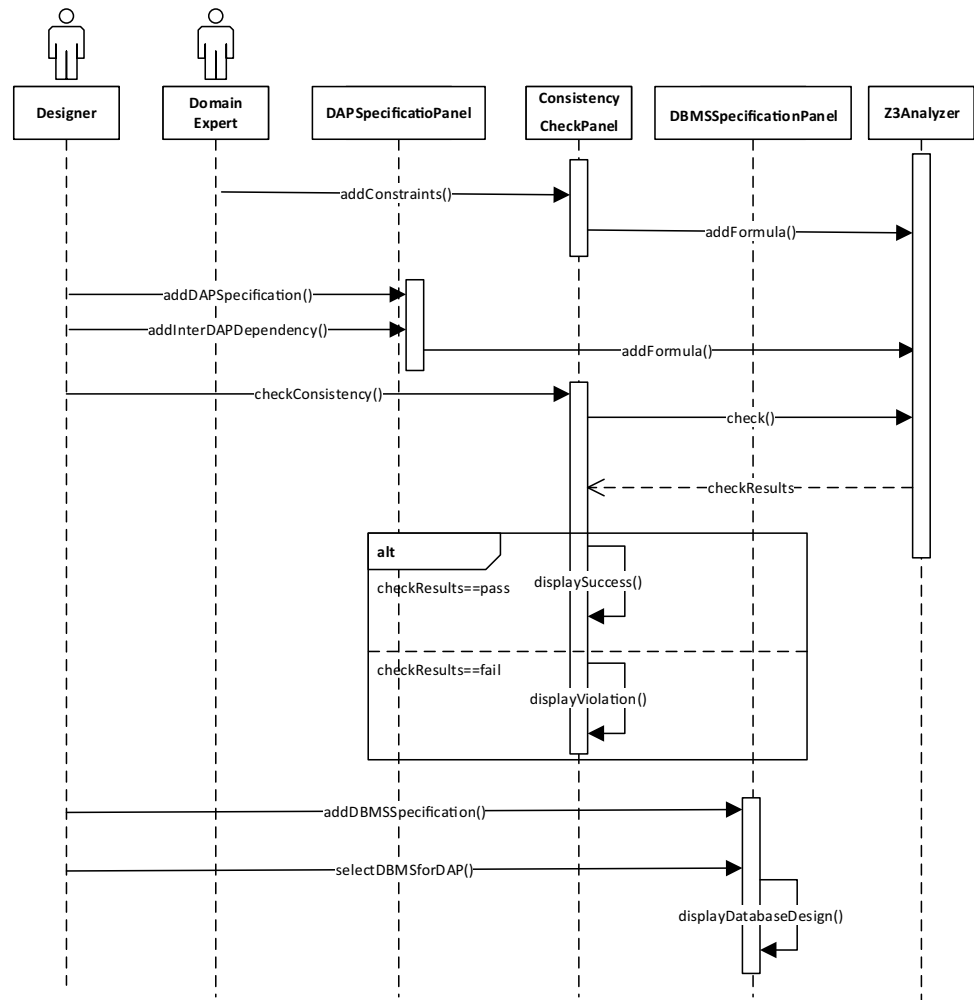 Designer
Domain
Expert
DAPSpecificatioPanel
Consistency
CheckPanel
DBMSSpecificationPanel
Z3Analyzer
addConstraints()
addFormula()
addDAPSpecification()
addInterDAPDependency()
addFormula()
checkConsistency()
check()
checkResults
alt
displaySuccess()
checkResults==pass
checkResults==fail
displayViolation()
addDBMSSpecification()
selectDBMSforDAP()
displayDatabaseDesign()